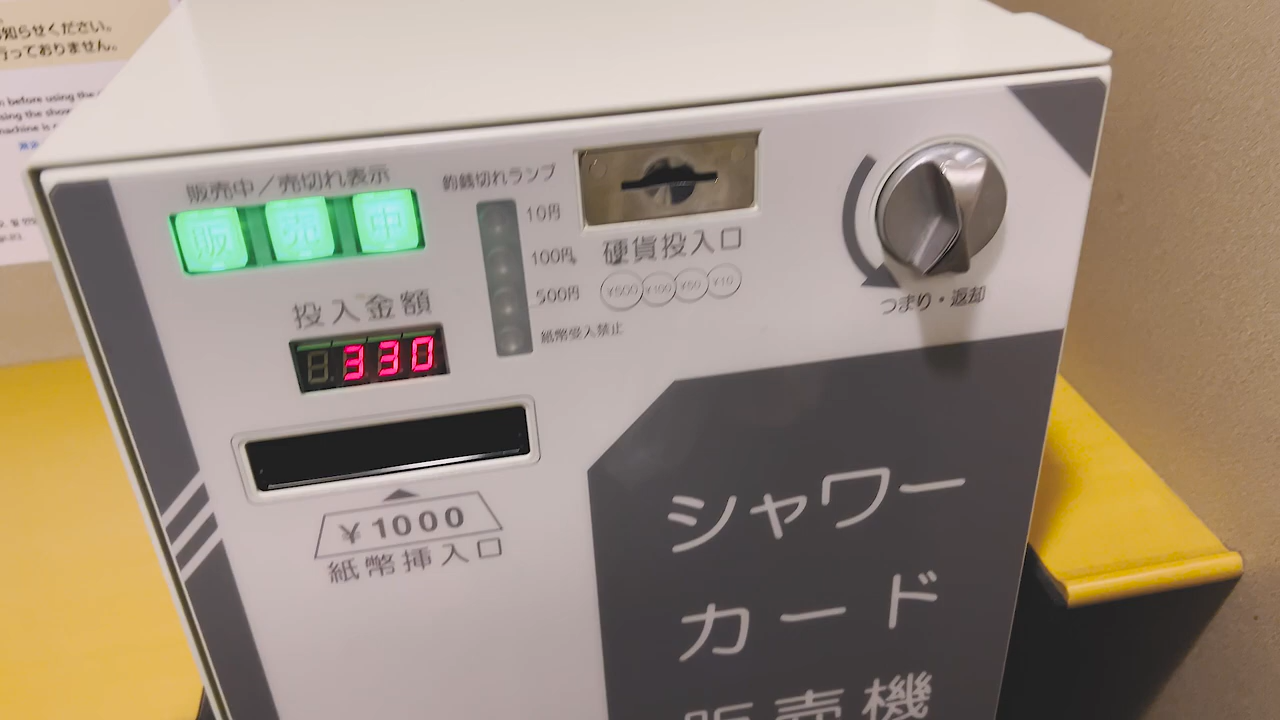 知らせください。
行っておりません。
before using the
machine is
販売中/売切れ表示
販売中
投入金額
330
¥1000
紙幣挿入口
釣銭切れランプ
10円
100円
500円
紙幣受入禁止
硬貨投入口
¥500 ¥100 ¥50 ¥10
つまり・返却
シャワー
カード
販売機